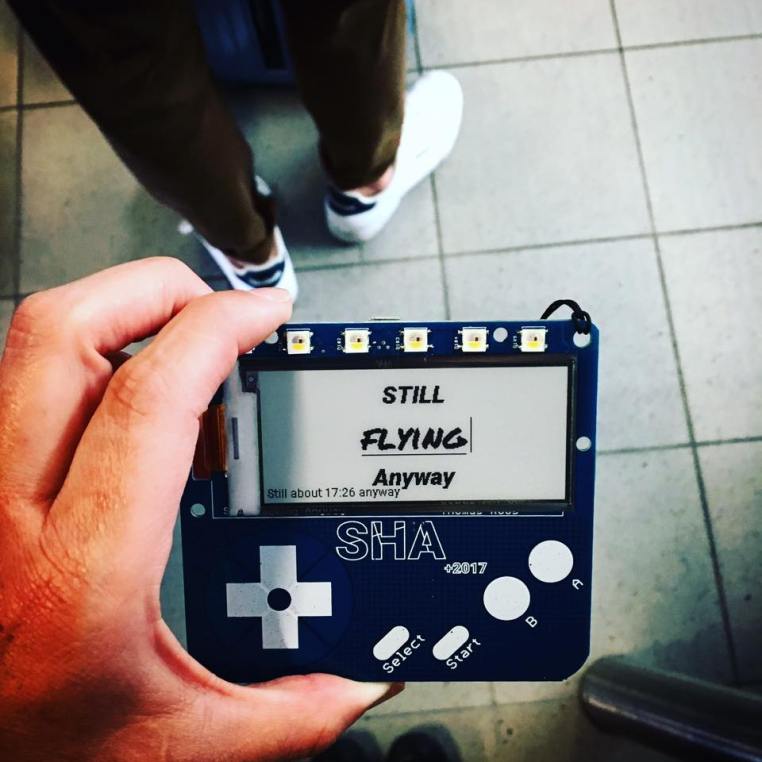 STILL
FLYING
Anyway
Still about 17:26 anyway
SHA
+2017
A
B
Select
Start